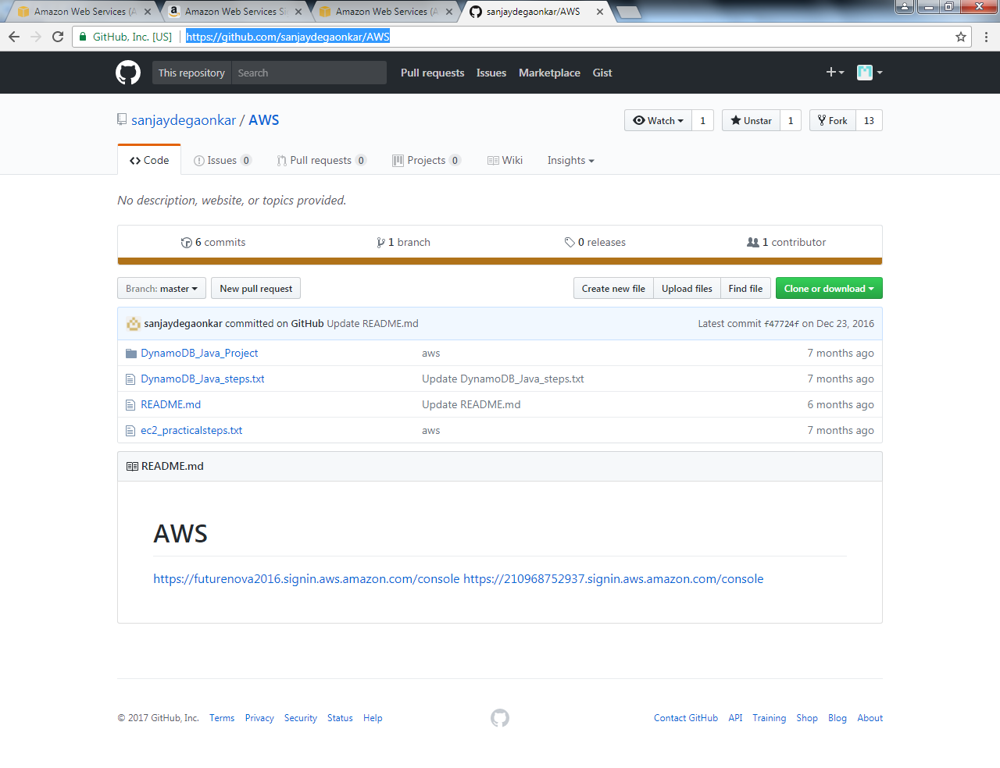 Amazon Web Services (A
Amazon Web Services Si
Amazon Web Services (A
sanjaydegaonkar/AWS
GitHub, Inc. [US] https://github.com/sanjaydegaonkar/AWS
This repository Search Pull requests Issues Marketplace Gist
sanjaydegaonkar / AWS Watch 1 Unstar 1 Fork 13
Code Issues 0 Pull requests 0 Projects 0 Wiki Insights
No description, website, or topics provided.
6 commits 1 branch 0 releases 1 contributor
Branch: master New pull request Create new file Upload files Find file Clone or download
sanjaydegaonkar committed on GitHub Update README.md Latest commit f47724f on Dec 23, 2016
DynamoDB_Java_Project aws 7 months ago
DynamoDB_Java_steps.txt Update DynamoDB_Java_steps.txt 7 months ago
README.md Update README.md 6 months ago
ec2_practicalsteps.txt aws 7 months ago
README.md
AWS
https://futurenova2016.signin.aws.amazon.com/console https://210968752937.signin.aws.amazon.com/console
© 2017 GitHub, Inc. Terms Privacy Security Status Help Contact GitHub API Training Shop Blog About